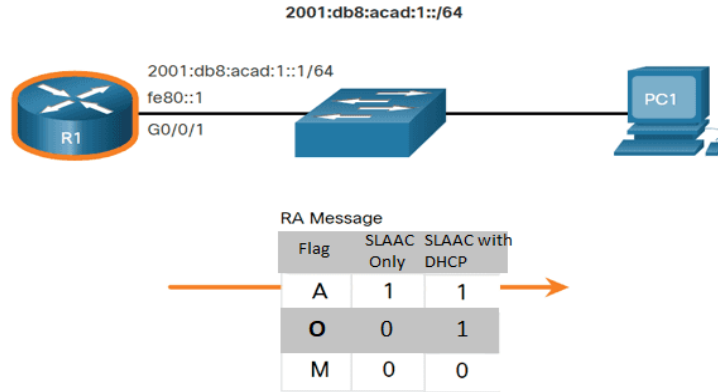 2001:db8:acad:1::/64
2001:db8:acad:1::1/64
fe80::1
G0/0/1
R1
PC1
RA Message
Flag SLAAC Only SLAAC with DHCP
A 1 1
O 0 1
M 0 0